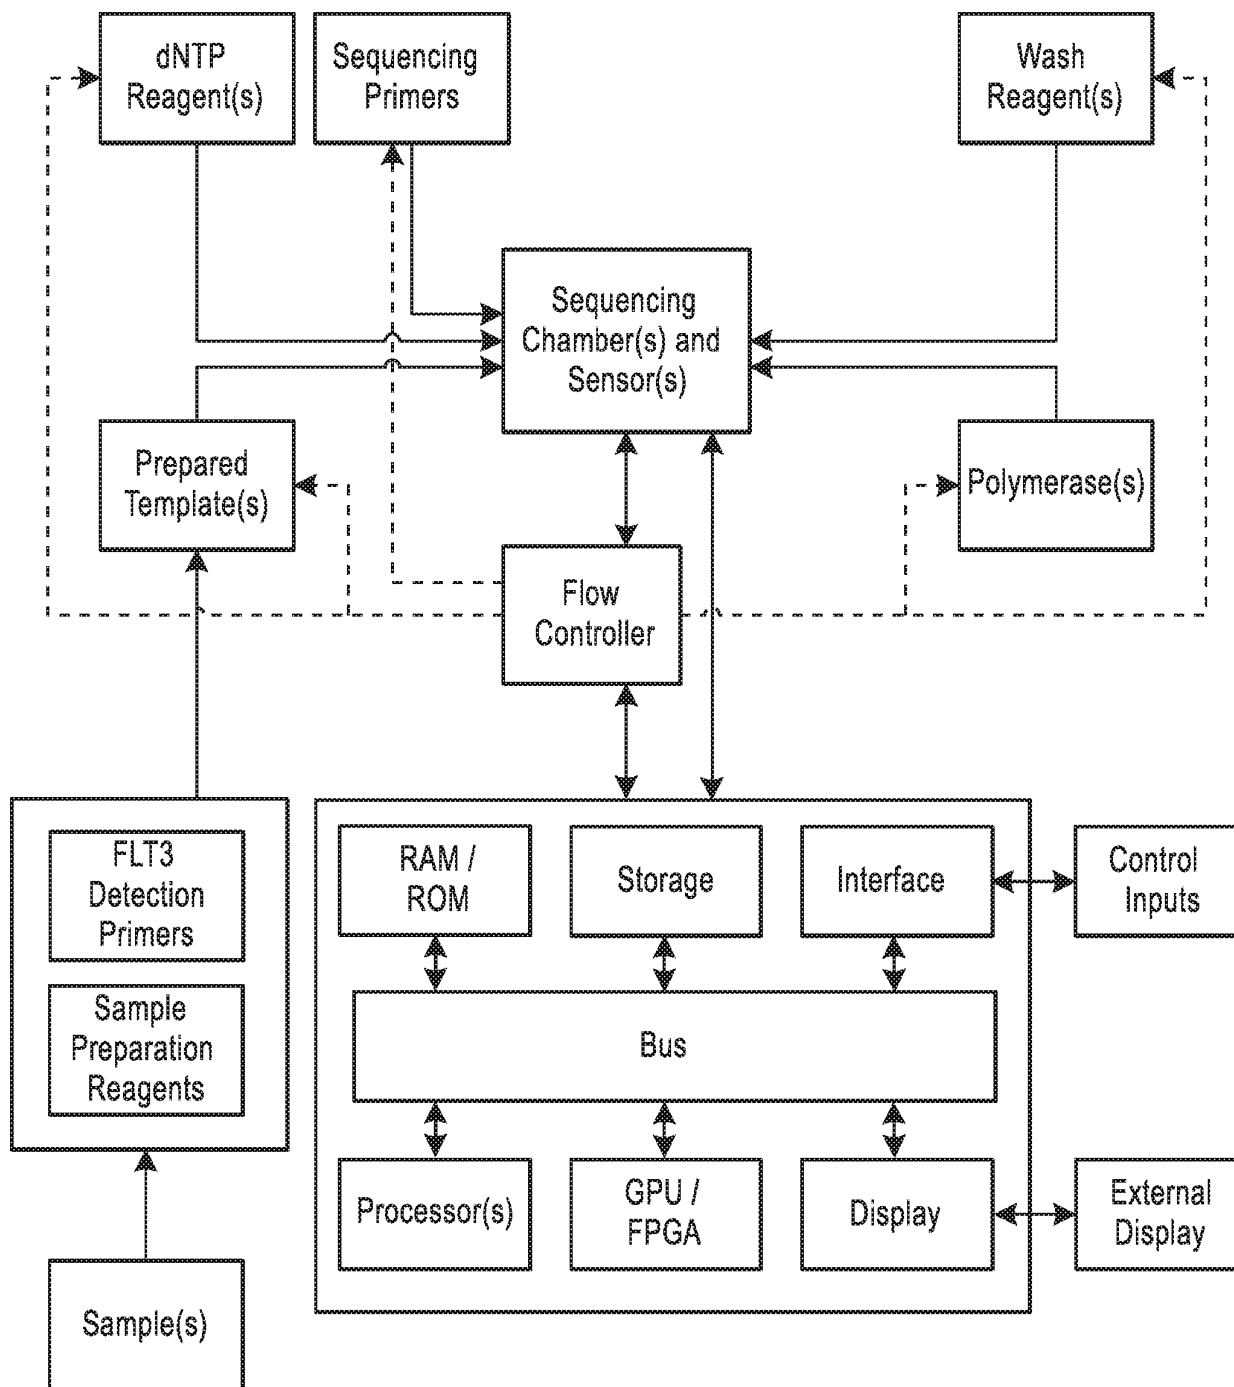 dNTP
Reagent(s)
Sequencing
Primers
Wash
Reagent(s)
Sequencing
Chamber(s) and
Sensor(s)
Prepared
Template(s)
Polymerase(s)
Flow
Controller
FLT3
Detection
Primers
Sample
Preparation
Reagents
Sample(s)
RAM /
ROM
Storage
Interface
Control
Inputs
Bus
Processor(s)
GPU /
FPGA
Display
External
Display